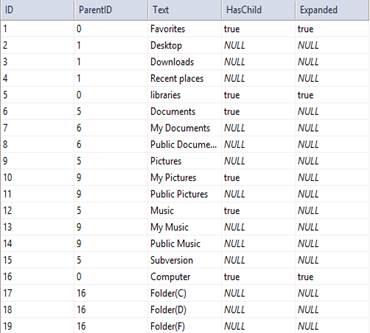 ID ParentID Text HasChild Expanded
1 0 Favorites true true
2 1 Desktop NULL NULL
3 1 Downloads NULL NULL
4 1 Recent places NULL NULL
5 0 libraries true true
6 5 Documents true NULL
7 6 My Documents NULL NULL
8 6 Public Docume... NULL NULL
9 5 Pictures NULL NULL
10 9 My Pictures true NULL
11 9 Public Pictures NULL NULL
12 5 Music true NULL
13 9 My Music NULL NULL
14 9 Public Music NULL NULL
15 5 Subversion NULL NULL
16 0 Computer true true
17 16 Folder(C) NULL NULL
18 16 Folder(D) NULL NULL
19 16 Folder(F) NULL NULL